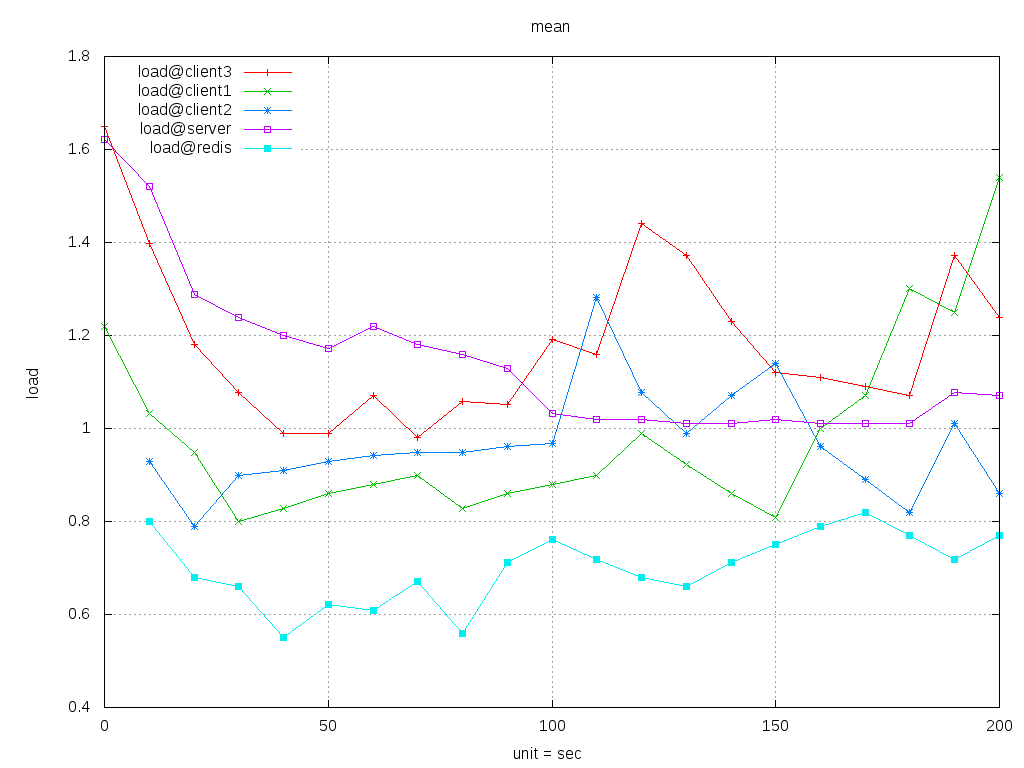 mean
1.8
1.6
1.4
1.2
1
0.8
0.6
0.4
load
load@client3
load@client1
load@client2
load@server
load@redis
0 50 100 150 200
unit = sec